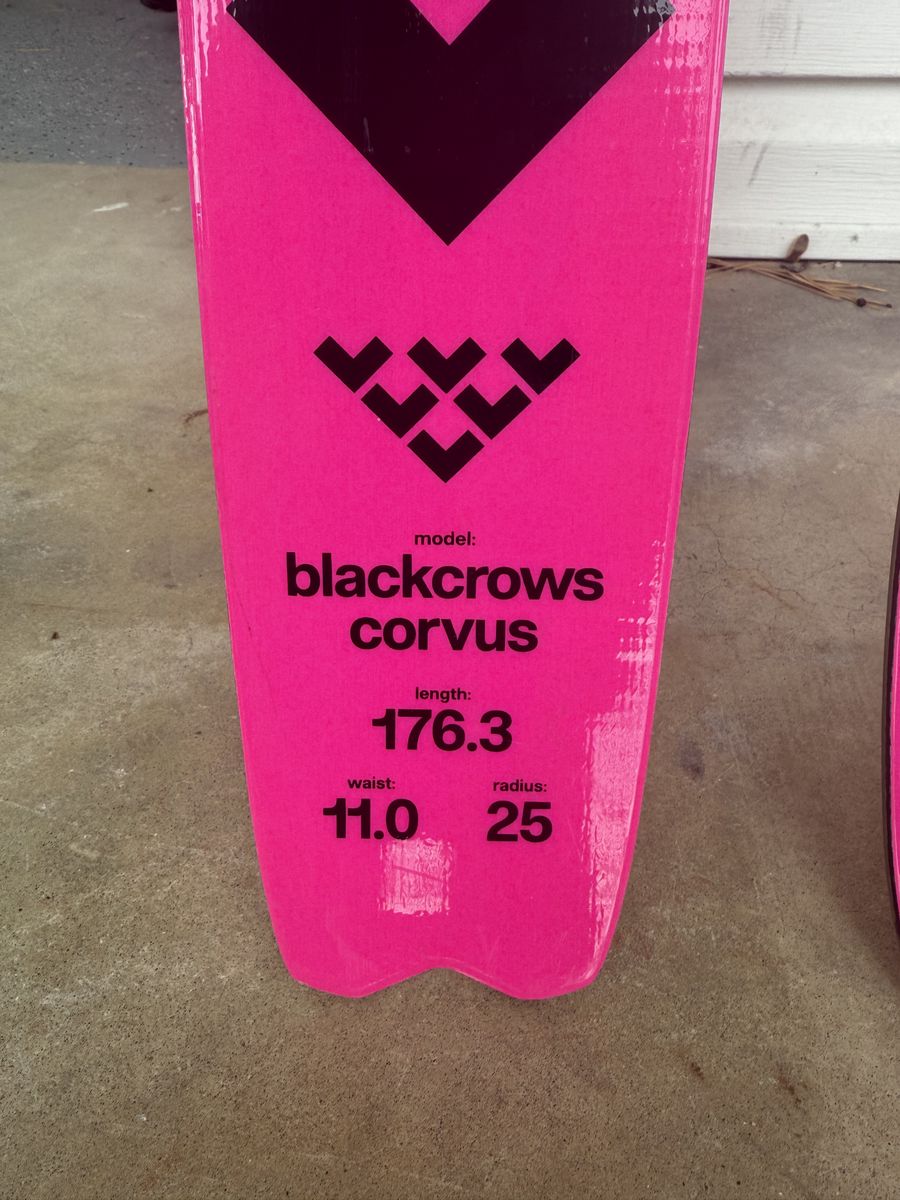 model:
blackcrows
corvus
length:
176.3
waist: radius:
11.0 25